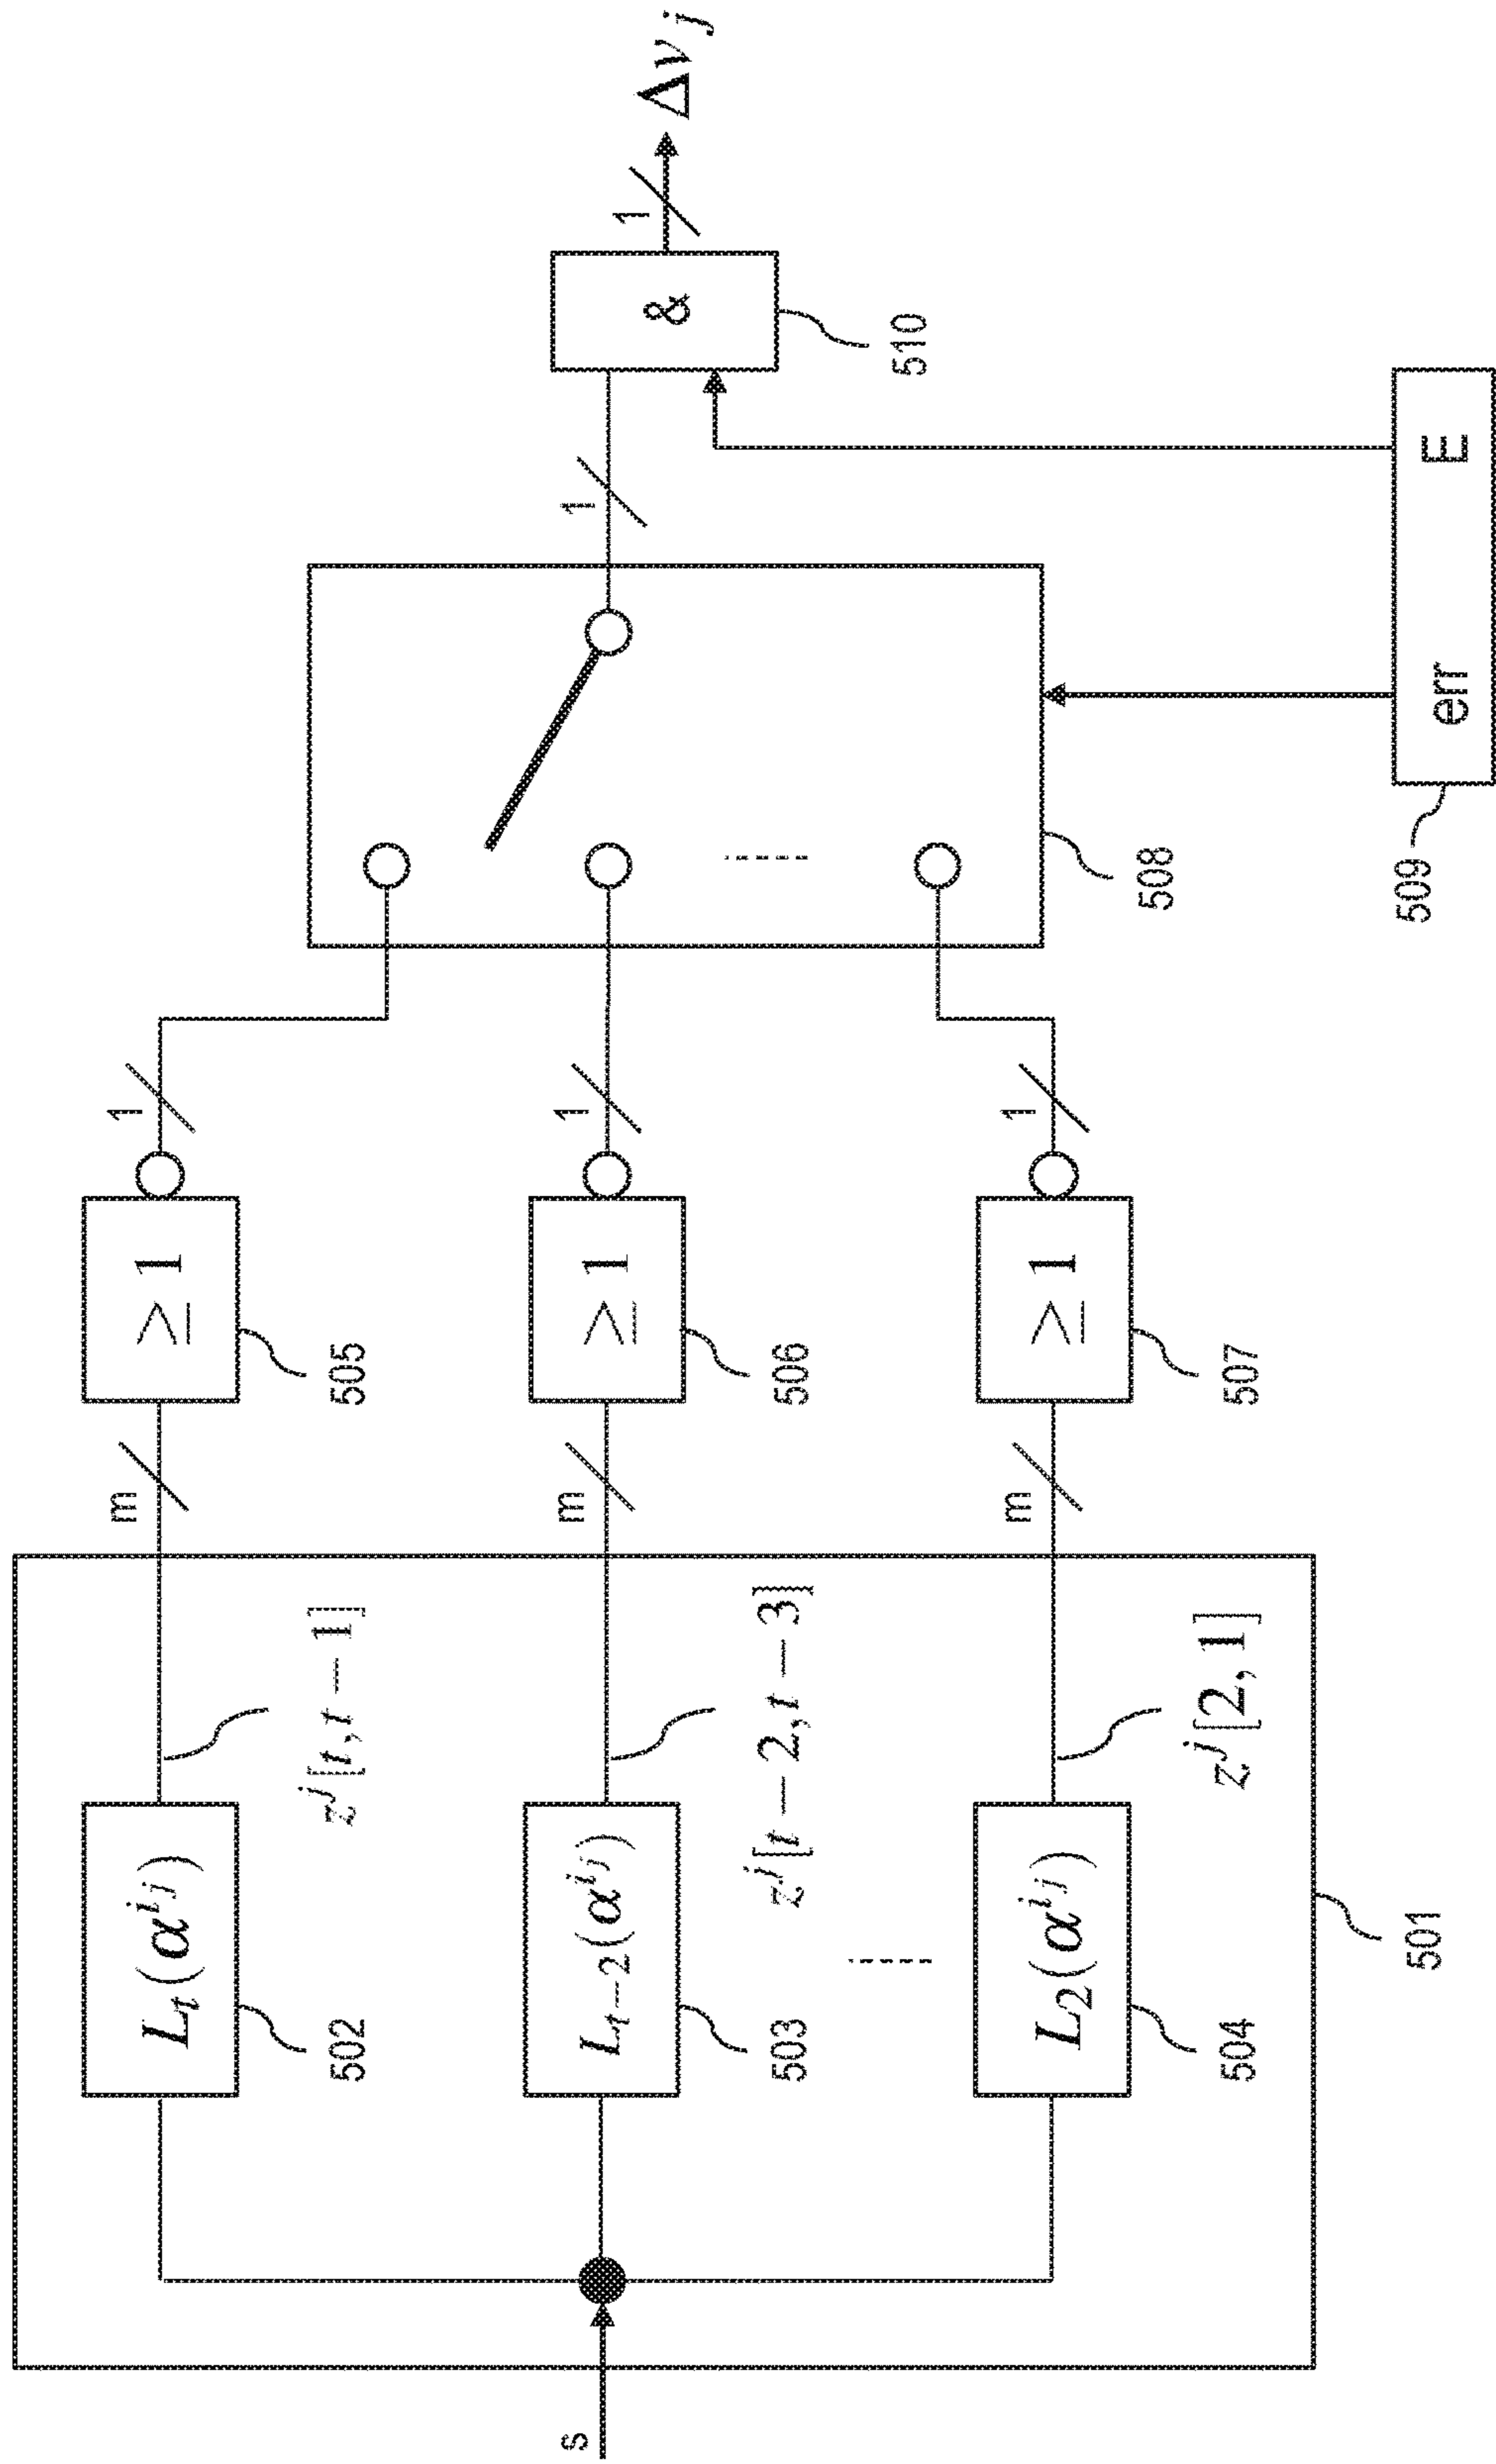 s
L_t(α^{i_j})
502
z^j[t, t − 1]
m
≥ 1
505
1
L_{t−2}(α^{i_j})
503
z^j[t − 2, t − 3]
m
≥ 1
506
1
L_2(α^{i_j})
504
z^j[2, 1]
m
≥ 1
507
1
501
508
1
&
510
1
Δv_j
err
E
509